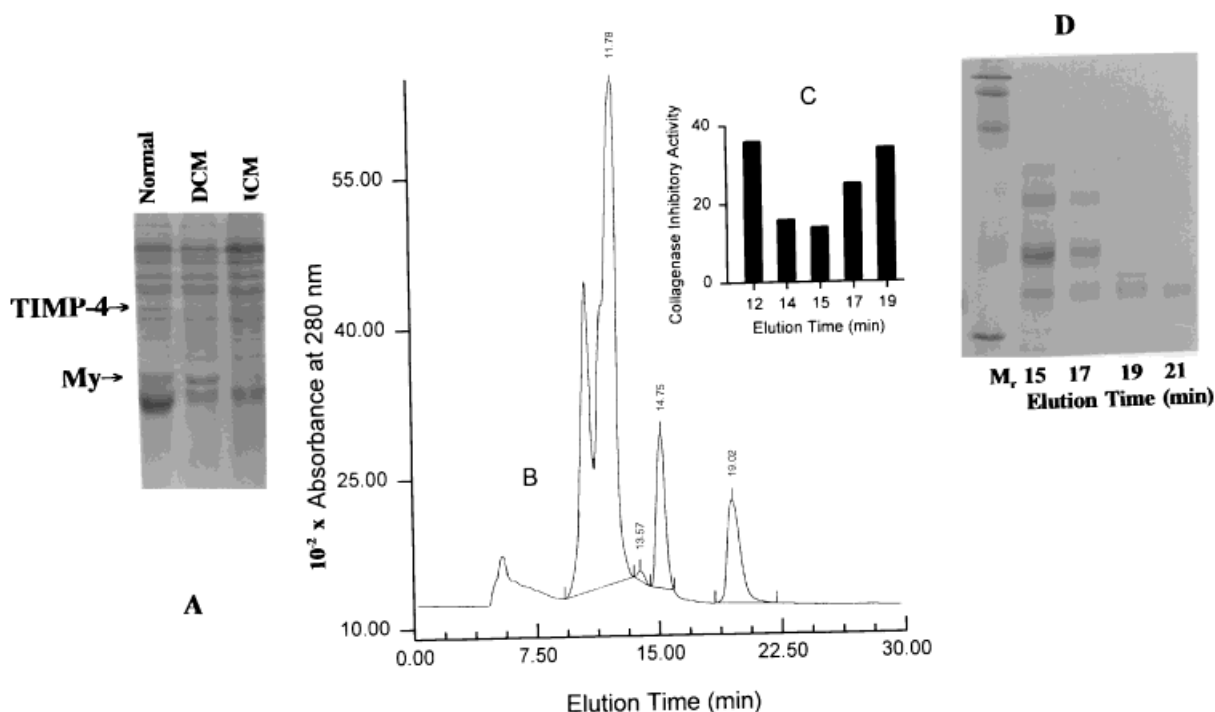 Normal
DCM
ICM
TIMP-4→
My→
A
10⁻² x Absorbance at 280 nm
55.00
40.00
25.00
10.00
B
11.78
13.57
14.75
19.02
0.00 7.50 15.00 22.50 30.00
Elution Time (min)
C
Collagenase Inhibitory Activity
40
20
0
12 14 15 17 19
Elution Time (min)
D
Mr 15 17 19 21
Elution Time (min)